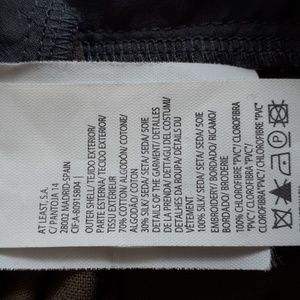 AT LEAST, S.A.
C/ PANTOJA 14
28002 MADRID-SPAIN
CIF-A-80915804
OUTER SHELL/ TEJIDO EXTERIOR/
PARTE ESTERNA/ TECIDO EXTERIOR/
TISSU EXTERIEUR
70% COTTON/ ALGODÓN/ COTONE/
ALGODÃO/ COTON
30% SILK/ SEDA/ SETA/ SEDA/ SOIE
DETAILS OF THE GARMENT/ DETALLES
DE LA PRENDA/ DETTAGLI DEL COSTUMI/
DETALHES DA ROUPA/ DÉTAILS DU
VÊTEMENT
100% SILK/ SEDA/ SETA/ SEDA/ SOIE
EMBROIDERY/ BORDADO/ RICAMO/
BORDADO/ BRODERIE
100% CHLOROFIBRE "PVC"/ CLOROFIBRA
"PVC"/ CLOROFIBRA "PVC"/
CLOROFIBRA "PVC"/ CHLOROFIBRE "PVC"